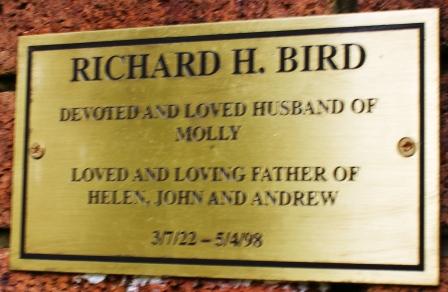 RICHARD H. BIRD
DEVOTED AND LOVED HUSBAND OF
MOLLY
LOVED AND LOVING FATHER OF
HELEN, JOHN AND ANDREW
3/7/22 – 5/4/98